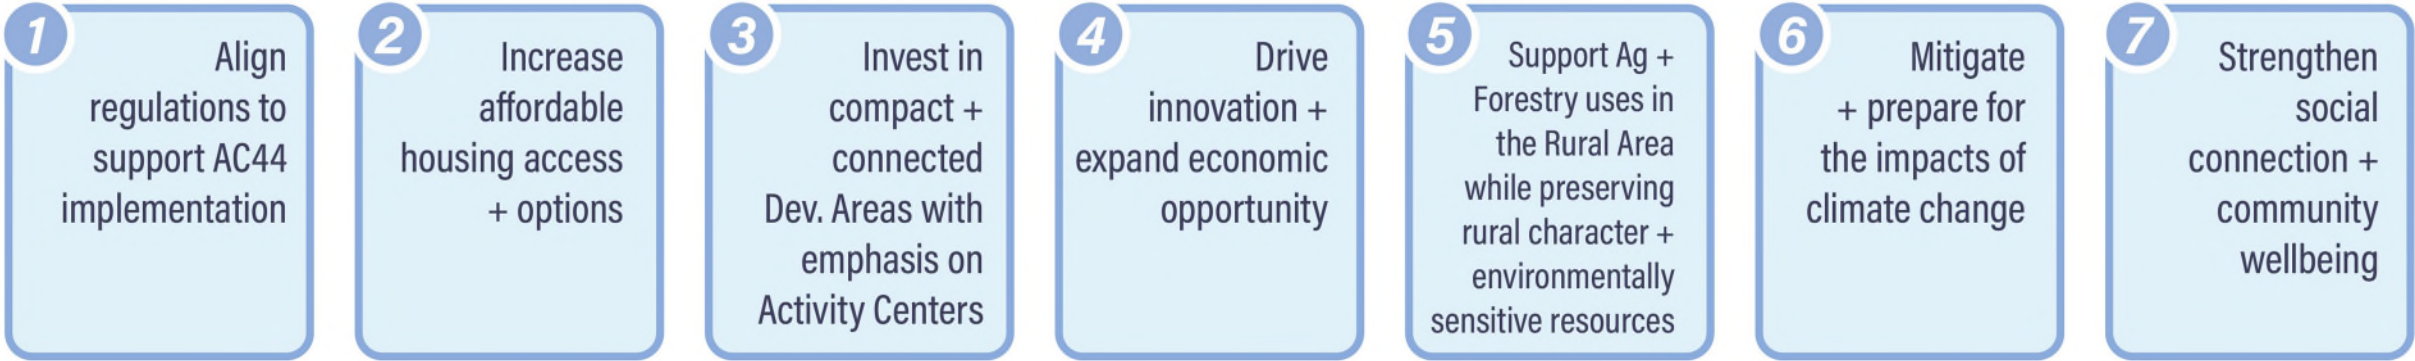 1
Align
regulations to
support AC44
implementation
2
Increase
affordable
housing access
+ options
3
Invest in
compact +
connected
Dev. Areas with
emphasis on
Activity Centers
4
Drive
innovation +
expand economic
opportunity
5
Support Ag +
Forestry uses in
the Rural Area
while preserving
rural character +
environmentally
sensitive resources
6
Mitigate
+ prepare for
the impacts of
climate change
7
Strengthen
social
connection +
community
wellbeing